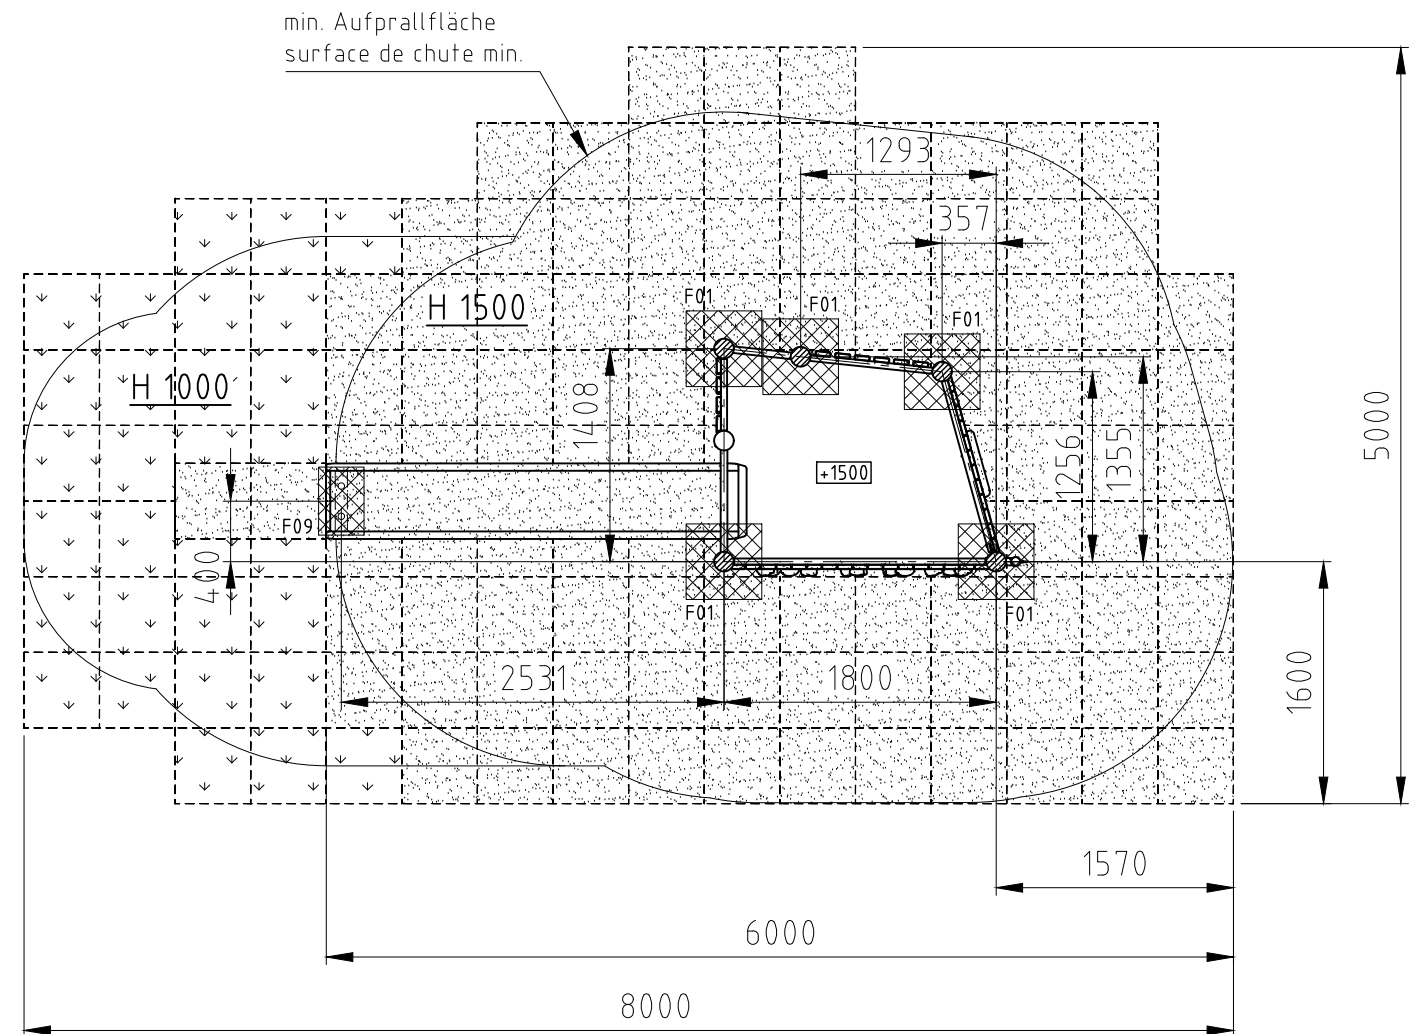 min. Aufprallfläche
surface de chute min.
1293
357
H 1500
F01
F01
F01
H 1000
1408
5000
1256
1355
+1500
F09
400
F01
F01
2531
1800
1600
1570
6000
8000